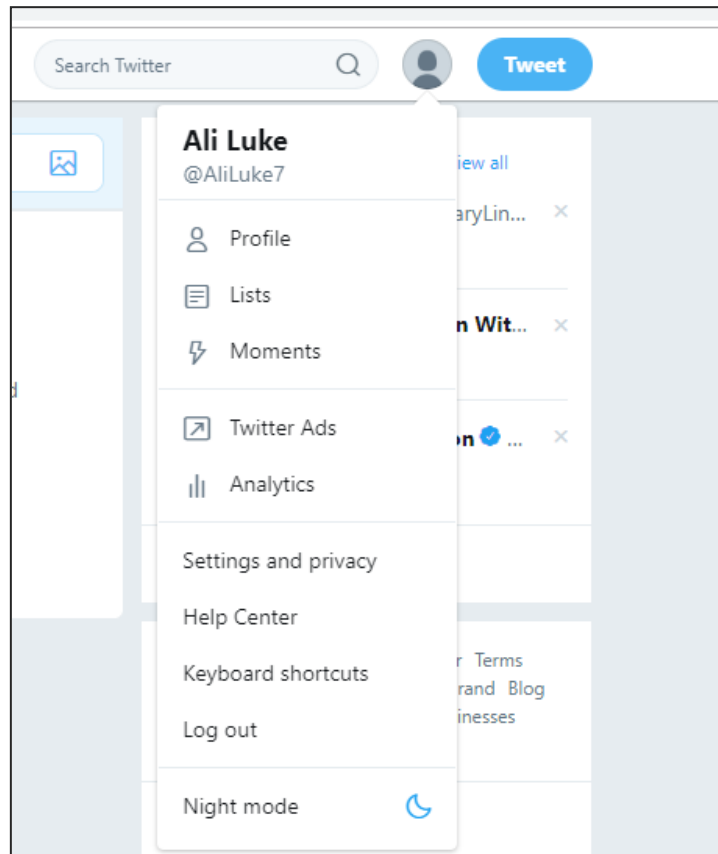 Search Twitter
Tweet
Ali Luke
@AliLuke7
iew all
aryLin...
Profile
Lists
n Wit...
Moments
d
Twitter Ads
on ...
Analytics
Settings and privacy
Help Center
r Terms
Keyboard shortcuts
rand Blog
inesses
Log out
Night mode